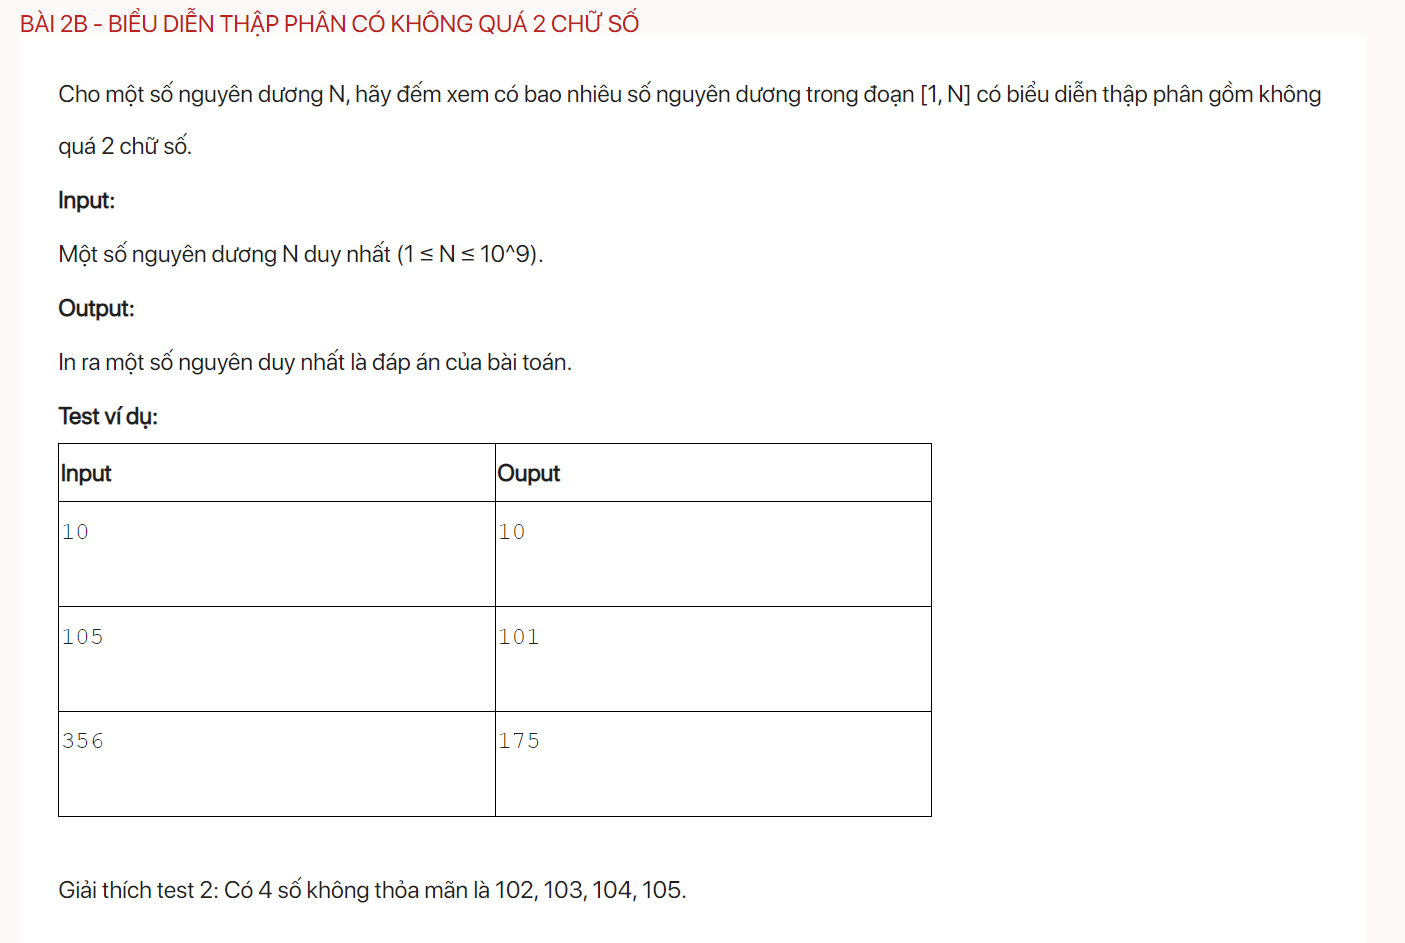 BÀI 2B - BIỂU DIỄN THẬP PHÂN CÓ KHÔNG QUÁ 2 CHỮ SỐ
Cho một số nguyên dương N, hãy đếm xem có bao nhiêu số nguyên dương trong đoạn [1, N] có biểu diễn thập phân gồm không
quá 2 chữ số.
Input:
Một số nguyên dương N duy nhất (1 ≤ N ≤ 10^9).
Output:
In ra một số nguyên duy nhất là đáp án của bài toán.
Test ví dụ:
Input Ouput
10 10
105 101
356 175
Giải thích test 2: Có 4 số không thỏa mãn là 102, 103, 104, 105.